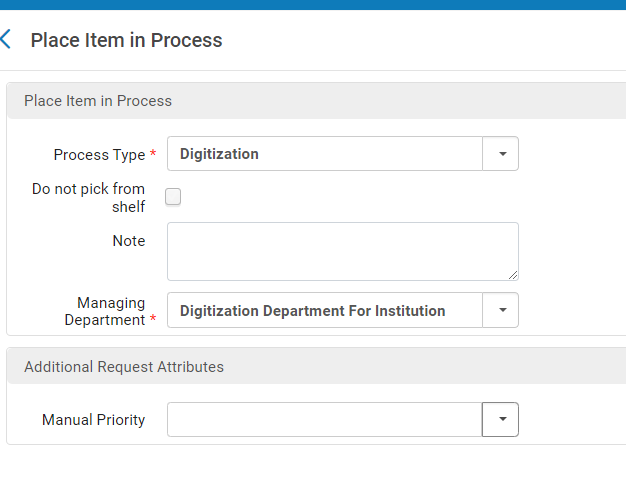 Place Item in Process
Place Item in Process
Process Type *
Digitization
Do not pick from
shelf
Note
Managing
Department *
Digitization Department For Institution
Additional Request Attributes
Manual Priority